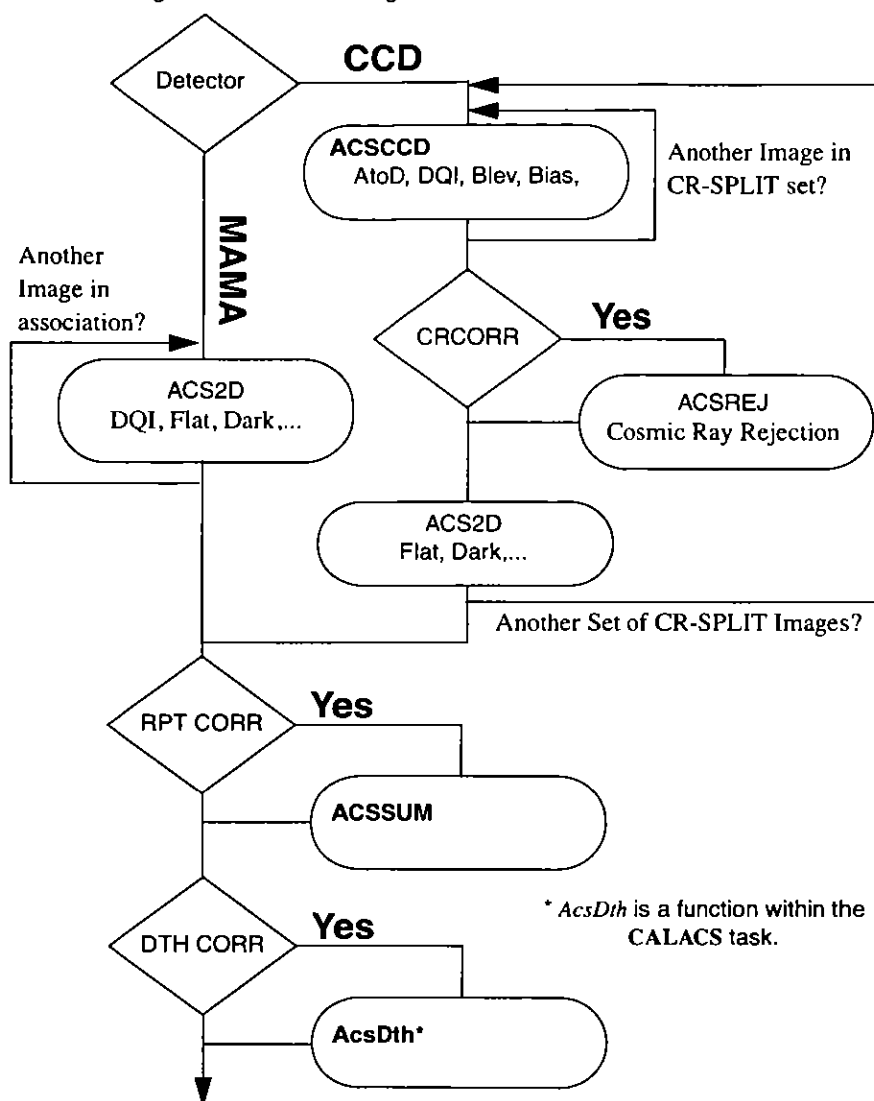 Detector
CCD
ACSCCD
AtoD, DQI, Blev, Bias,
Another Image in
CR-SPLIT set?
MAMA
Another
Image in
association?
CRCORR
Yes
ACS2D
DQI, Flat, Dark,...
ACSREJ
Cosmic Ray Rejection
ACS2D
Flat, Dark,...
Another Set of CR-SPLIT Images?
RPT CORR
Yes
ACSSUM
DTH CORR
Yes
* AcsDth is a function within the
CALACS task.
AcsDth*